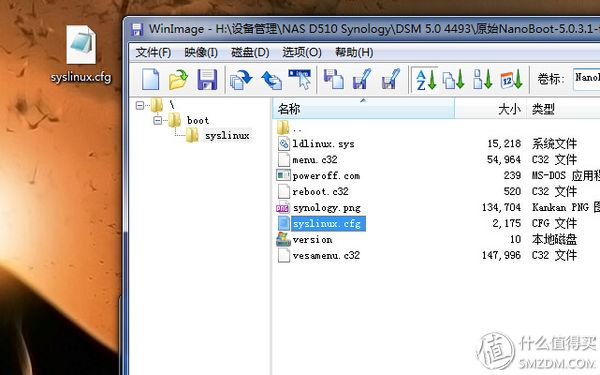 syslinux.cfg
WinImage - H:\设备管理\NAS D510 Synology\DSM 5.0 4493\原始NanoBoot-5.0.3.1-
文件(F) 映像(I) 磁盘(D) 选项(O) 帮助(H)
卷标: Nano
\
boot
syslinux
名称 大小 类型
..
ldlinux.sys 15,218 系统文件
menu.c32 54,964 C32 文件
poweroff.com 239 MS-DOS 应用程
reboot.c32 520 C32 文件
synology.png 134,704 Kankan PNG 图
syslinux.cfg 2,175 CFG 文件
version 10 本地磁盘
vesamenu.c32 147,996 C32 文件
值 什么值得买
SMZDM.COM